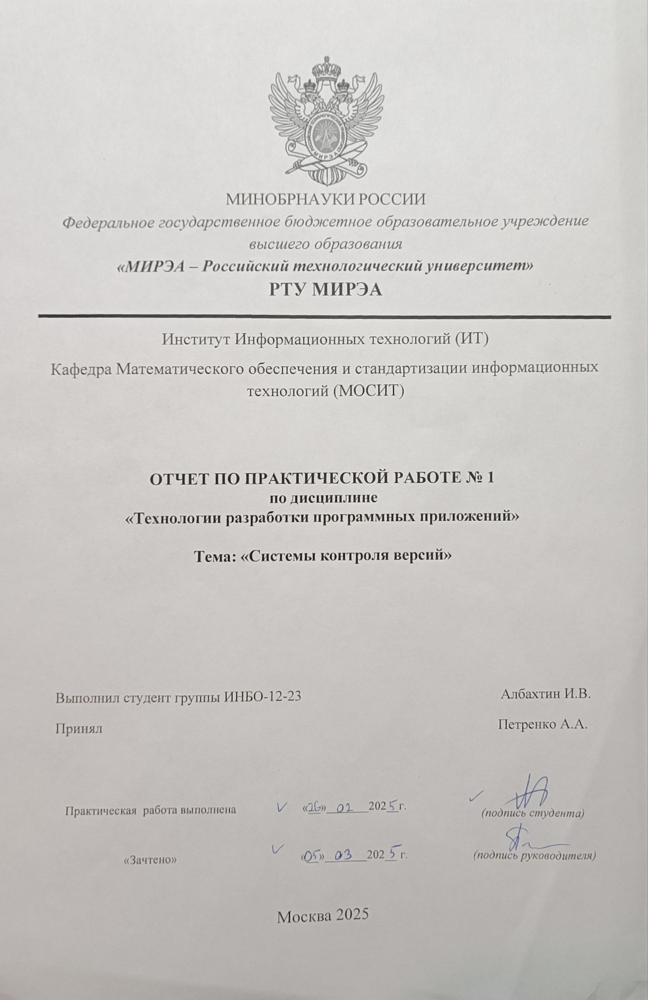 МИНОБРНАУКИ РОССИИ
Федеральное государственное бюджетное образовательное учреждение
высшего образования
«МИРЭА – Российский технологический университет»
РТУ МИРЭА
Институт Информационных технологий (ИТ)
Кафедра Математического обеспечения и стандартизации информационных
технологий (МОСИТ)
ОТЧЕТ ПО ПРАКТИЧЕСКОЙ РАБОТЕ № 1
по дисциплине
«Технологии разработки программных приложений»
Тема: «Системы контроля версий»
Выполнил студент группы ИНБО-12-23 Албахтин И.В.
Принял Петренко А.А.
Практическая работа выполнена «26» 02 2025 г.
(подпись студента)
«Зачтено» «05» 03 2025 г.
(подпись руководителя)
Москва 2025